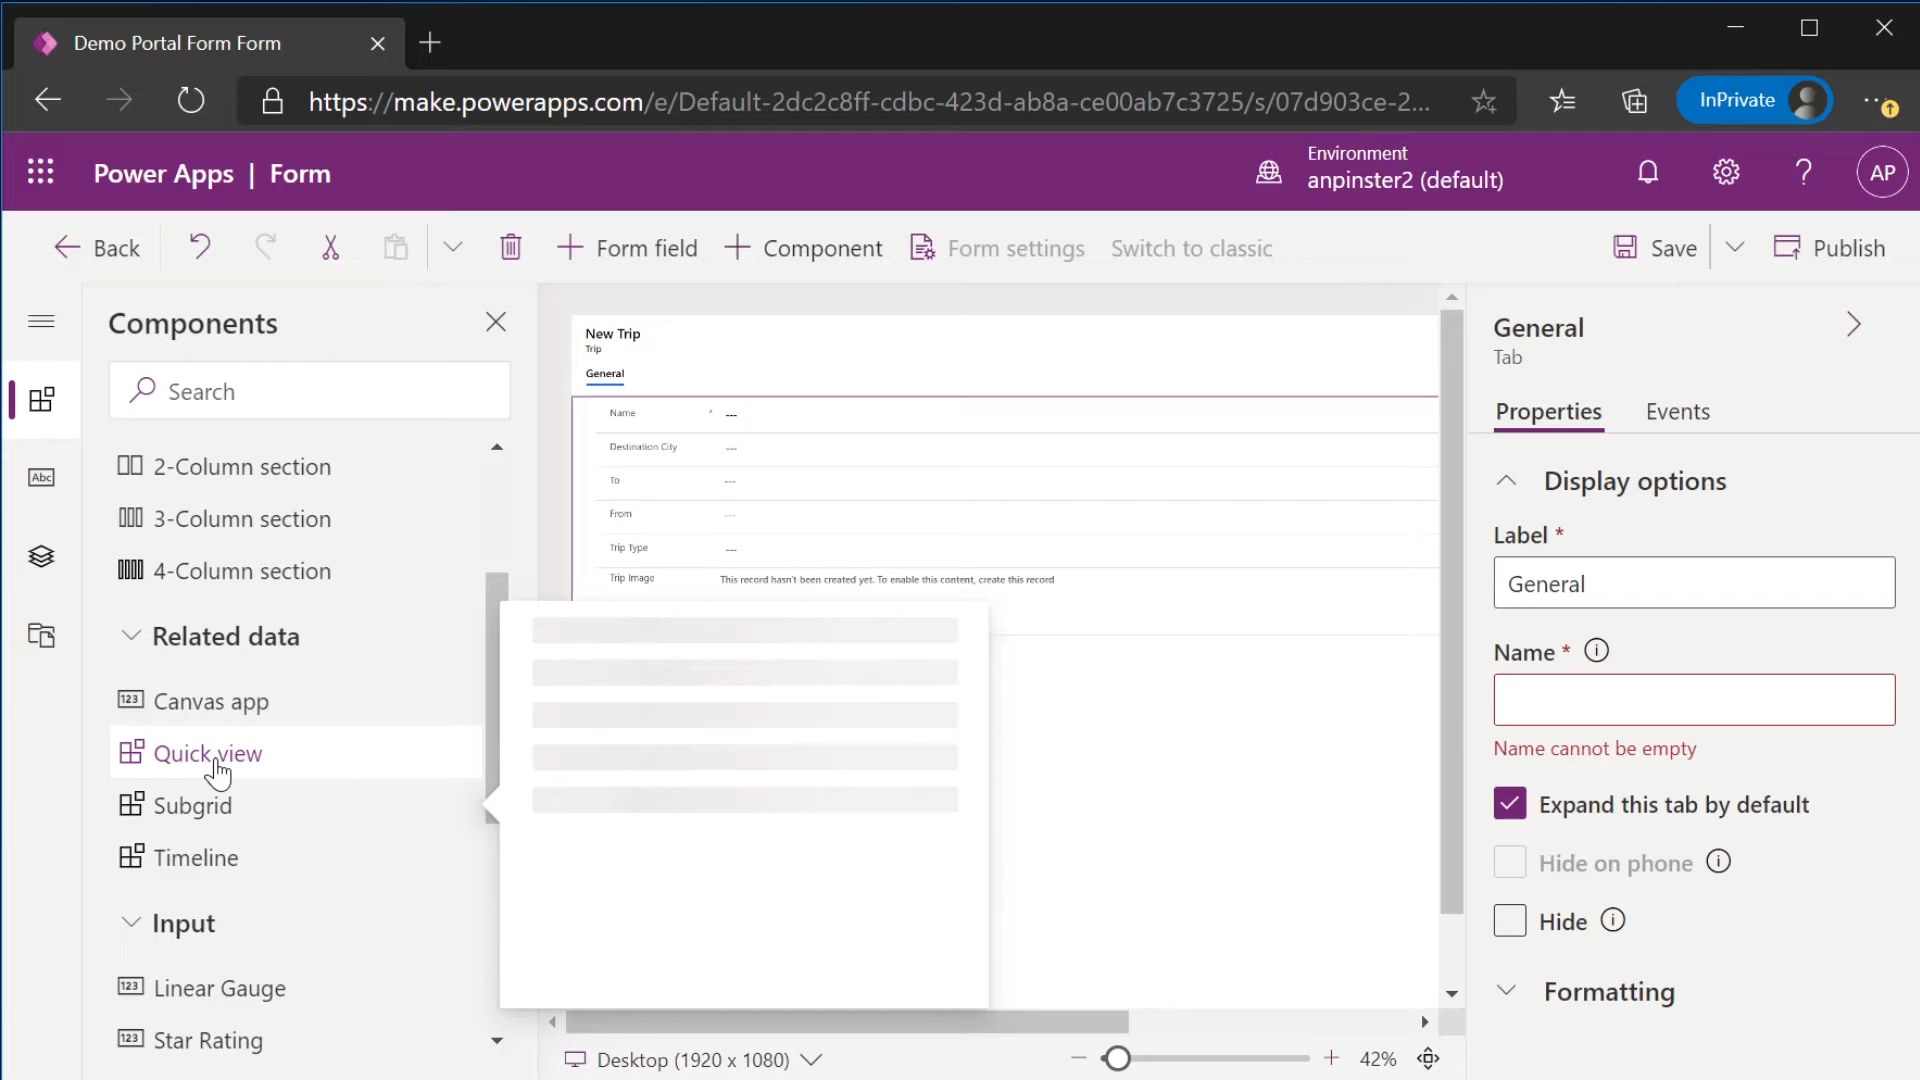 Demo Portal Form Form
https://make.powerapps.com/e/Default-2dc2c8ff-cdbc-423d-ab8a-ce00ab7c3725/s/07d903ce-2...
InPrivate
Power Apps | Form
Environment
anpinster2 (default)
?
AP
Back
Form field
Component
Form settings
Switch to classic
Save
Publish
Components
Search
2-Column section
3-Column section
4-Column section
Related data
123 Canvas app
Quick view
Subgrid
Timeline
Input
123 Linear Gauge
123 Star Rating
Abc
New Trip
Trip
General
Name * ---
Destination City ---
To ---
From ---
Trip Type ---
Trip Image This record hasn't been created yet. To enable this content, create this record
Desktop (1920 x 1080)
42%
General
Tab
Properties
Events
Display options
Label *
General
Name *
Name cannot be empty
Expand this tab by default
Hide on phone
Hide
Formatting